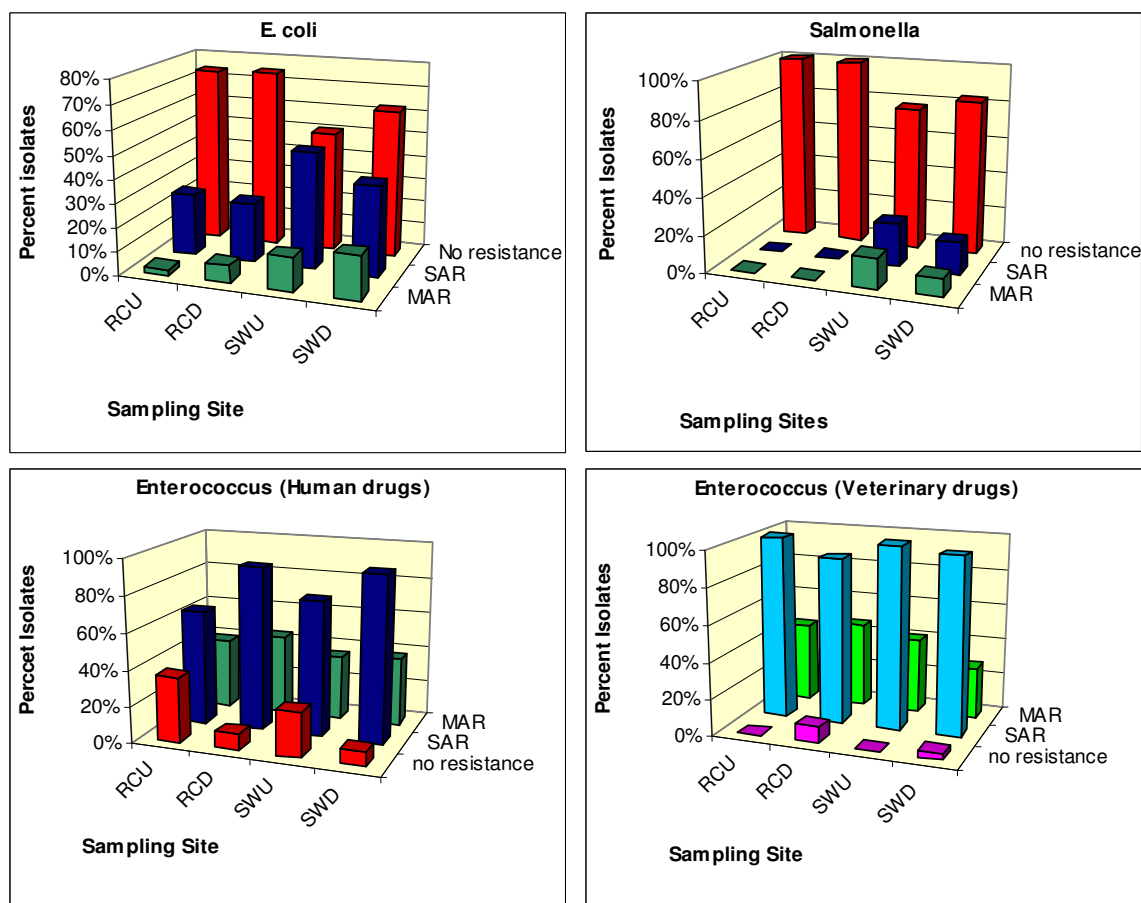 E. coli
Percent isolates
80%
70%
60%
50%
40%
30%
20%
10%
0%
RCU
RCD
SWU
SWD
No resistance
SAR
MAR
Sampling Site
Salmonella
Percent Isolates
100%
80%
60%
40%
20%
0%
RCU
RCD
SWU
SWD
no resistance
SAR
MAR
Sampling Sites
Enterococcus (Human drugs)
Perccet Isolates
100%
80%
60%
40%
20%
0%
RCU
RCD
SWU
SWD
MAR
SAR
no resistance
Sampling Site
Enterococcus (Veterinary drugs)
Percent Isolates
100%
80%
60%
40%
20%
0%
RCU
RCD
SWU
SWD
MAR
SAR
no resistance
Sampling Site